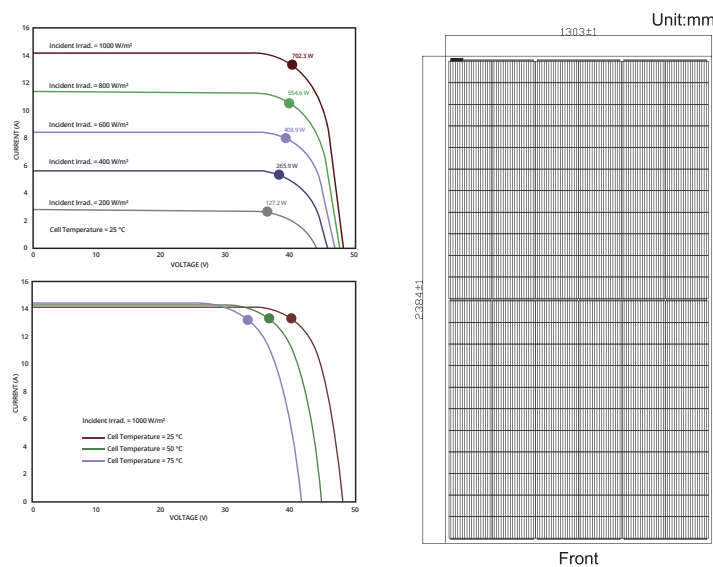 16
14
12
10
8
6
4
2
0
CURRENT (A)
Incident Irrad. = 1000 W/m²
Incident Irrad. = 800 W/m²
Incident Irrad. = 600 W/m²
Incident Irrad. = 400 W/m²
Incident Irrad. = 200 W/m²
Cell Temperature = 25 °C
702.3 W
554.6 W
408.9 W
265.9 W
127.2 W
0 10 20 30 40 50
VOLTAGE (V)
16
14
12
10
8
6
4
2
0
CURRENT (A)
Incident Irrad. = 1000 W/m²
Cell Temperature = 25 °C
Cell Temperature = 50 °C
Cell Temperature = 75 °C
0 10 20 30 40 50
VOLTAGE (V)
Unit:mm
1303±1
2384±1
Front